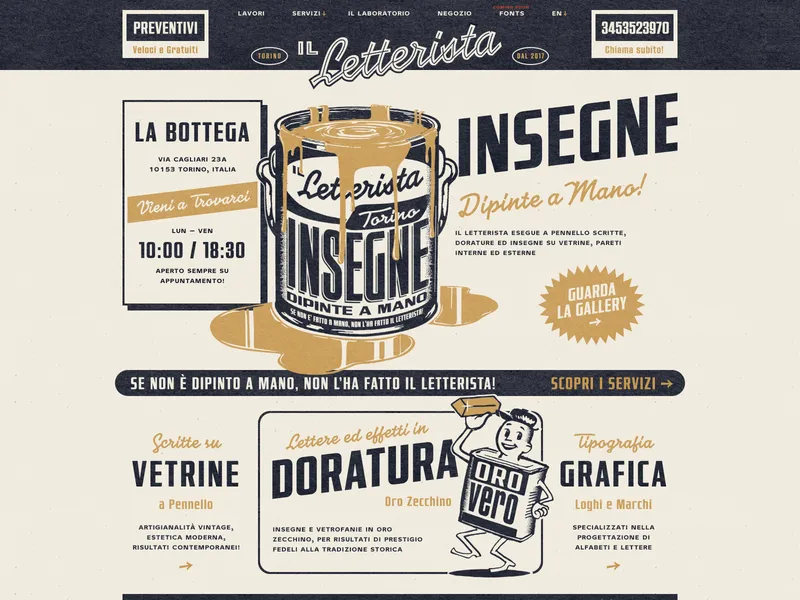 PREVENTIVI
Veloci e Gratuiti
LAVORI
SERVIZI
IL LABORATORIO
NEGOZIO
COMING SOON
FONTS
EN
3453523970
Chiama subito!
TORINO
IL
Letterista
DAL 2017
LA BOTTEGA
VIA CAGLIARI 23A
10153 TORINO, ITALIA
Vieni a Trovarci
LUN – VEN
10:00 / 18:30
APERTO SEMPRE SU
APPUNTAMENTO!
IL
Letterista
Torino
INSEGNE
DIPINTE A MANO
SE NON E' FATTO A MANO, NON L'HA FATTO IL LETTERISTA!
INSEGNE
Dipinte a Mano!
IL LETTERISTA ESEGUE A PENNELLO SCRITTE,
DORATURE ED INSEGNE SU VETRINE, PARETI
INTERNE ED ESTERNE
GUARDA
LA GALLERY
→
SE NON È DIPINTO A MANO, NON L'HA FATTO IL LETTERISTA!
SCOPRI I SERVIZI →
Scritte su
VETRINE
a Pennello
ARTIGIANALITÀ VINTAGE,
ESTETICA MODERNA,
RISULTATI CONTEMPORANEI!
→
Lettere ed effetti in
DORATURA
Oro Zecchino
INSEGNE E VETROFANIE IN ORO
ZECCHINO, PER RISULTATI DI PRESTIGIO
FEDELI ALLA TRADIZIONE STORICA
ORO
vero
Tipografia
GRAFICA
Loghi e Marchi
SPECIALIZZATI NELLA
PROGETTAZIONE DI
ALFABETI E LETTERE
→